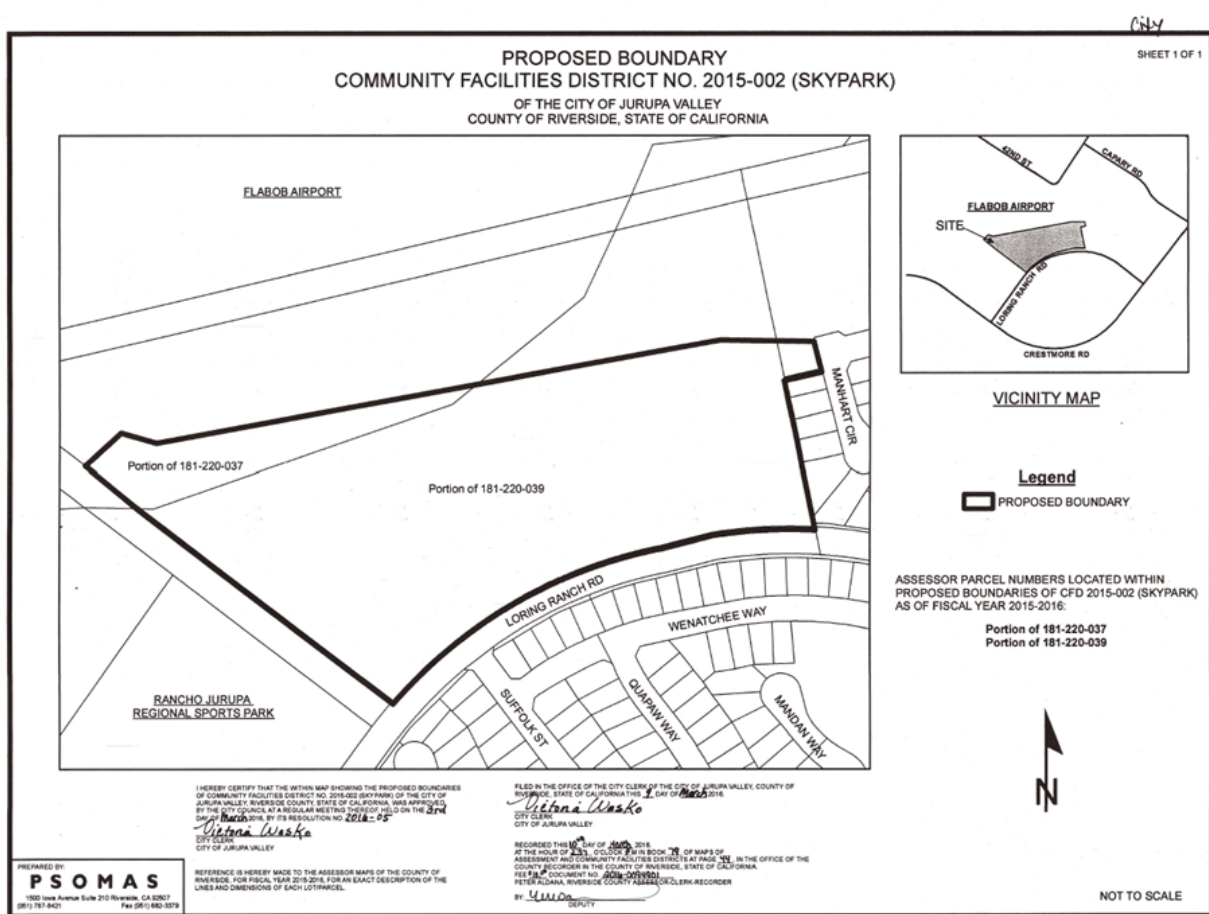 City
SHEET 1 OF 1
PROPOSED BOUNDARY
COMMUNITY FACILITIES DISTRICT NO. 2015-002 (SKYPARK)
OF THE CITY OF JURUPA VALLEY
COUNTY OF RIVERSIDE, STATE OF CALIFORNIA
FLABOB AIRPORT
MANHART CIR
Portion of 181-220-037
Portion of 181-220-039
LORING RANCH RD
WENATCHEE WAY
SUFFOLK ST
QUAPAW WAY
MANDAN WAY
RANCHO JURUPA
REGIONAL SPORTS PARK
42ND ST
CAPARY RD
FLABOB AIRPORT
SITE
LORING RANCH RD
CRESTMORE RD
VICINITY MAP
Legend
PROPOSED BOUNDARY
ASSESSOR PARCEL NUMBERS LOCATED WITHIN
PROPOSED BOUNDARIES OF CFD 2015-002 (SKYPARK)
AS OF FISCAL YEAR 2015-2016:
Portion of 181-220-037
Portion of 181-220-039
N
NOT TO SCALE
I HEREBY CERTIFY THAT THE WITHIN MAP SHOWING THE PROPOSED BOUNDARIES
OF COMMUNITY FACILITIES DISTRICT NO. 2015-002 (SKYPARK) OF THE CITY OF
JURUPA VALLEY, RIVERSIDE COUNTY, STATE OF CALIFORNIA, WAS APPROVED
BY THE CITY COUNCIL AT A REGULAR MEETING THEREOF, HELD ON THE 3rd
DAY OF March 2016, BY ITS RESOLUTION NO. 2016-05
Victoria Wasko
CITY CLERK
CITY OF JURUPA VALLEY
REFERENCE IS HEREBY MADE TO THE ASSESSOR MAPS OF THE COUNTY OF
RIVERSIDE, FOR FISCAL YEAR 2015-2016, FOR AN EXACT DESCRIPTION OF THE
LINES AND DIMENSIONS OF EACH LOT/PARCEL.
FILED IN THE OFFICE OF THE CITY CLERK OF THE CITY OF JURUPA VALLEY, COUNTY OF
RIVERSIDE, STATE OF CALIFORNIA THIS DAY OF March 2016.
Victoria Wasko
CITY CLERK
CITY OF JURUPA VALLEY
RECORDED THIS 10th DAY OF March, 2016.
AT THE HOUR OF O'CLOCK M IN BOOK 79, OF MAPS OF
ASSESSMENT AND COMMUNITY FACILITIES DISTRICTS AT PAGE 44, IN THE OFFICE OF THE
COUNTY RECORDER IN THE COUNTY OF RIVERSIDE, STATE OF CALIFORNIA
FEE DOCUMENT NO.
PETER ALDANA, RIVERSIDE COUNTY ASSESSOR-CLERK-RECORDER
BY:
DEPUTY
PREPARED BY:
PSOMAS
1500 Iowa Avenue Suite 210 Riverside, CA 92507
(951) 787-8421 Fax (951) 682-3379